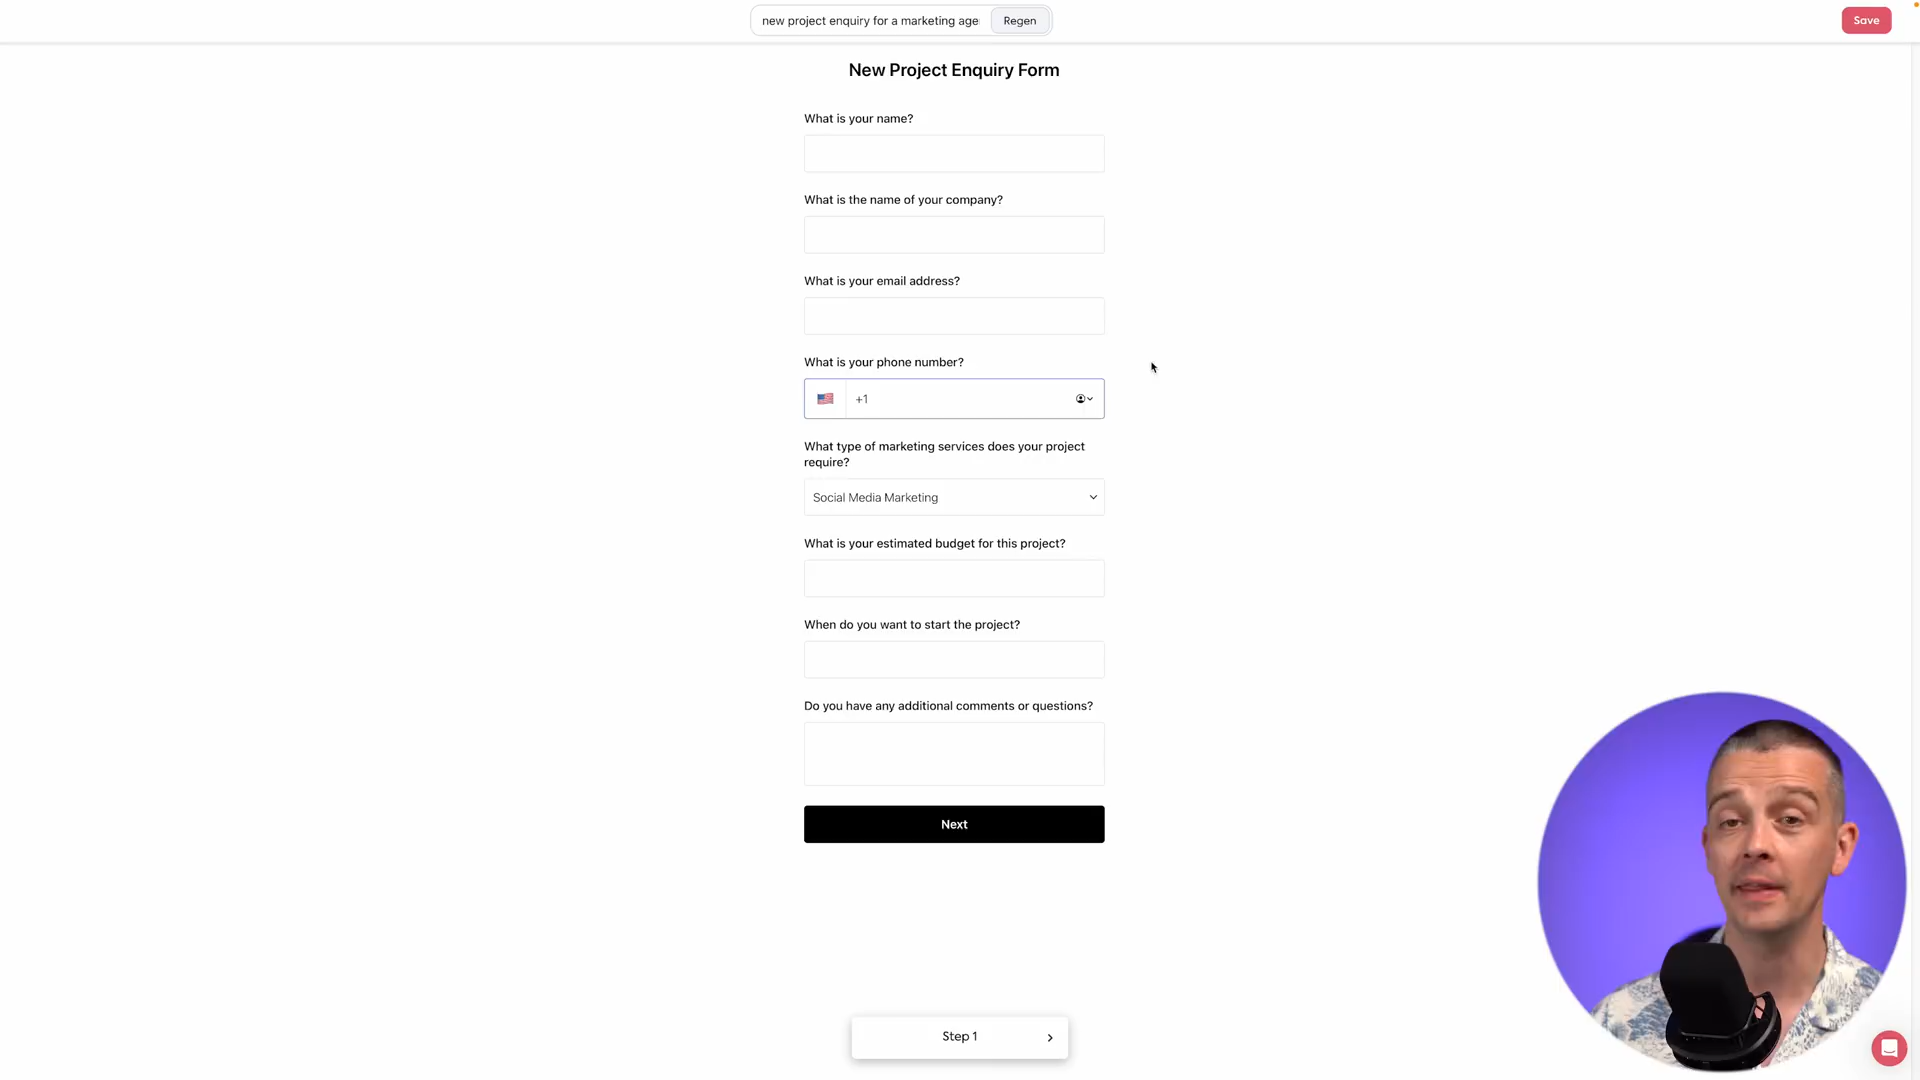 new project enquiry for a marketing age
Regen
Save
New Project Enquiry Form
What is your name?
What is the name of your company?
What is your email address?
What is your phone number?
+1
What type of marketing services does your project
require?
Social Media Marketing
What is your estimated budget for this project?
When do you want to start the project?
Do you have any additional comments or questions?
Next
Step 1